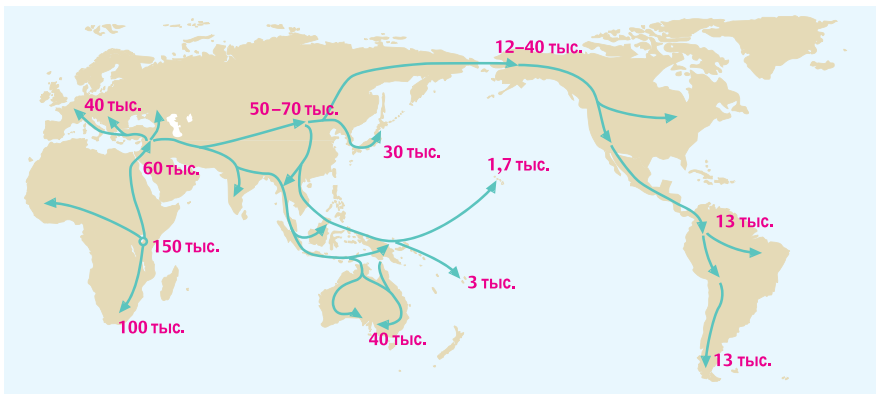 12–40 тыс.
40 тыс.
50–70 тыс.
30 тыс.
60 тыс.
1,7 тыс.
13 тыс.
150 тыс.
3 тыс.
100 тыс.
40 тыс.
13 тыс.